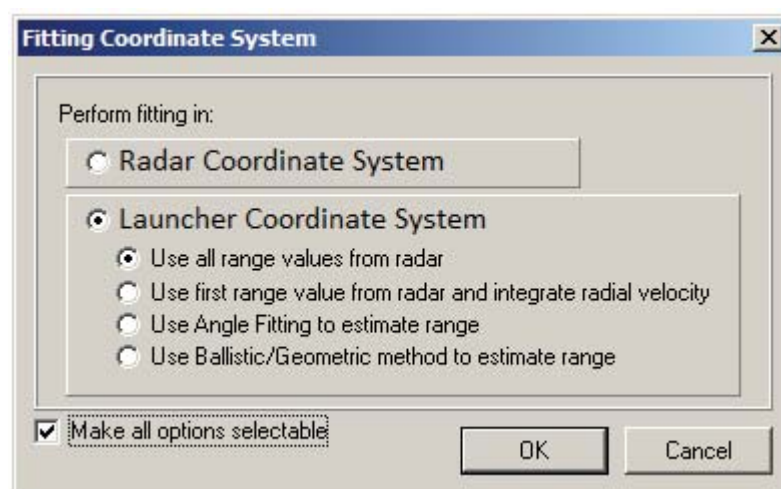 Fitting Coordinate System
Perform fitting in:
Radar Coordinate System
Launcher Coordinate System
Use all range values from radar
Use first range value from radar and integrate radial velocity
Use Angle Fitting to estimate range
Use Ballistic/Geometric method to estimate range
Make all options selectable
OK
Cancel